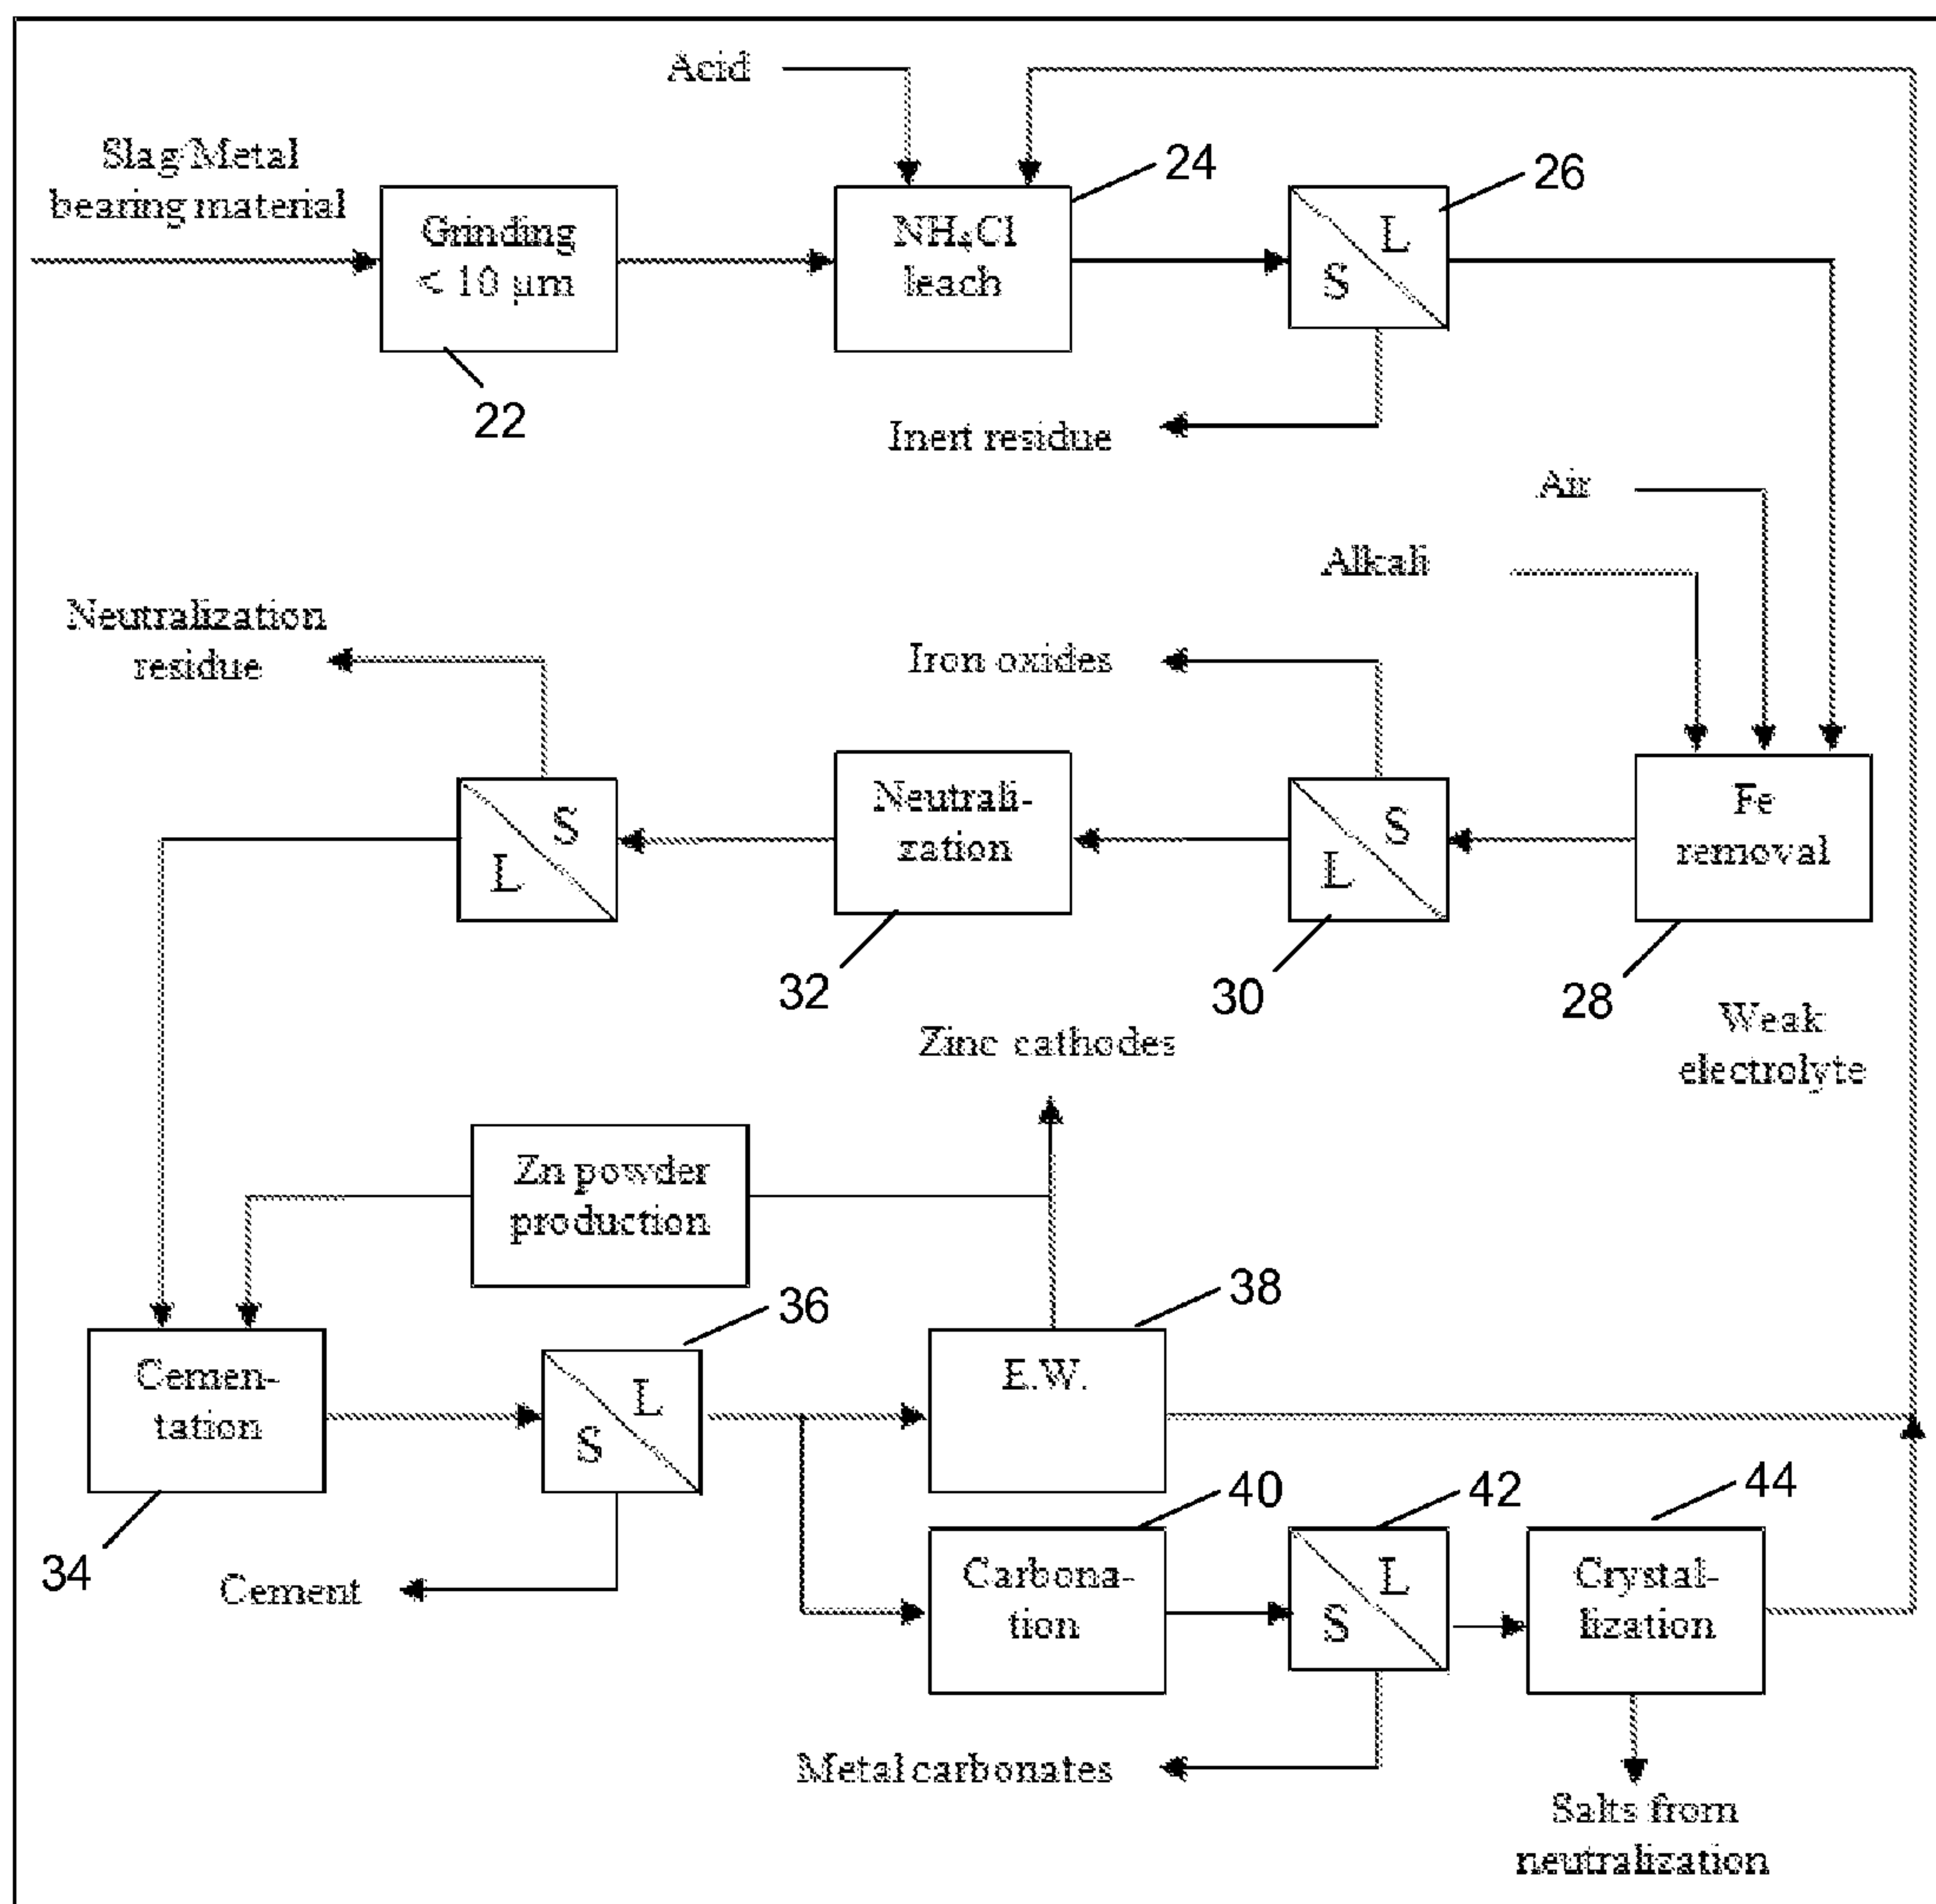 Acid
Slag/Metal
bearing material
24
26
Grinding
< 10 µm
NH₄Cl
leach
L
S
22
Inert residue
Air
Alkali
Neutralization
residue
Iron oxides
S
L
Neutrali-
zation
S
L
Fe
removal
32
30
28
Zinc cathodes
Weak
electrolyte
Zn powder
production
36
38
Cemen-
tation
L
S
E.W.
34
Cement
40
42
44
Carbona-
tion
L
S
Crystal-
lization
Metal carbonates
Salts from
neutralization